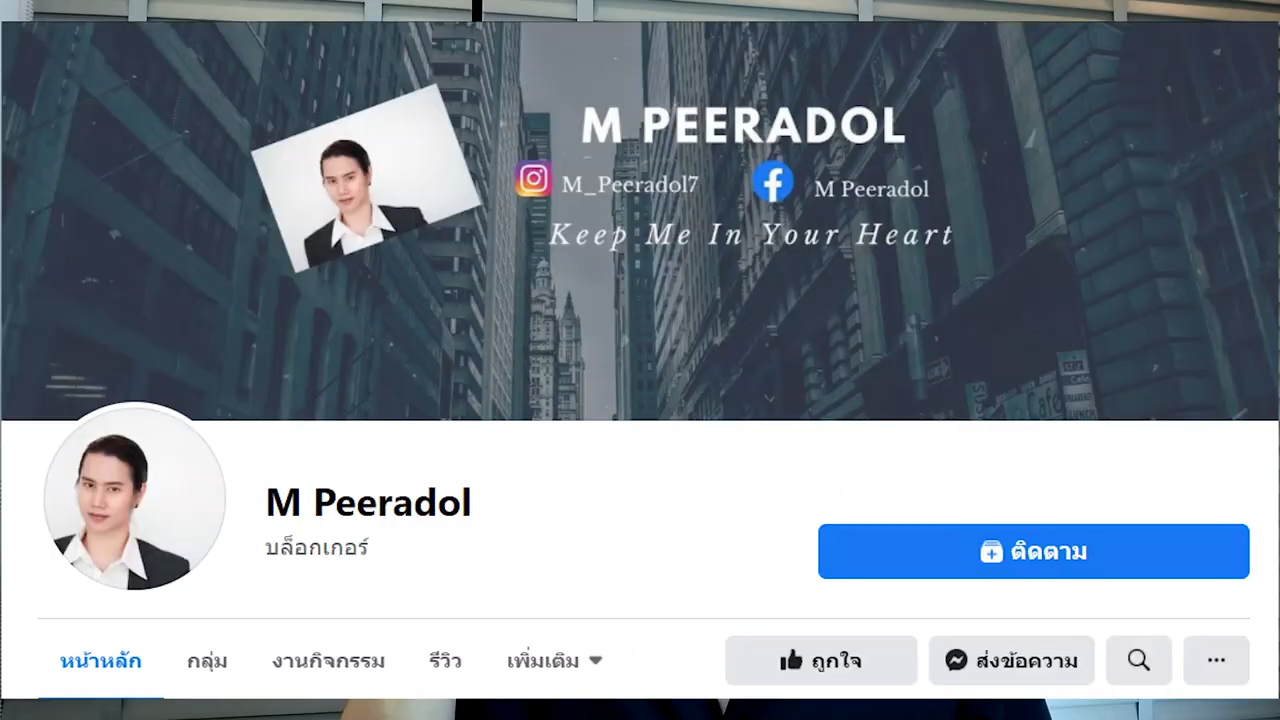 M PEERADOL
M_Peeradol7 M Peeradol
Keep Me In Your Heart
Cafe
LUNCH
M Peeradol
บล็อกเกอร์
ติดตาม
หน้าหลัก กลุ่ม งานกิจกรรม รีวิว เพิ่มเติม ถูกใจ ส่งข้อความ